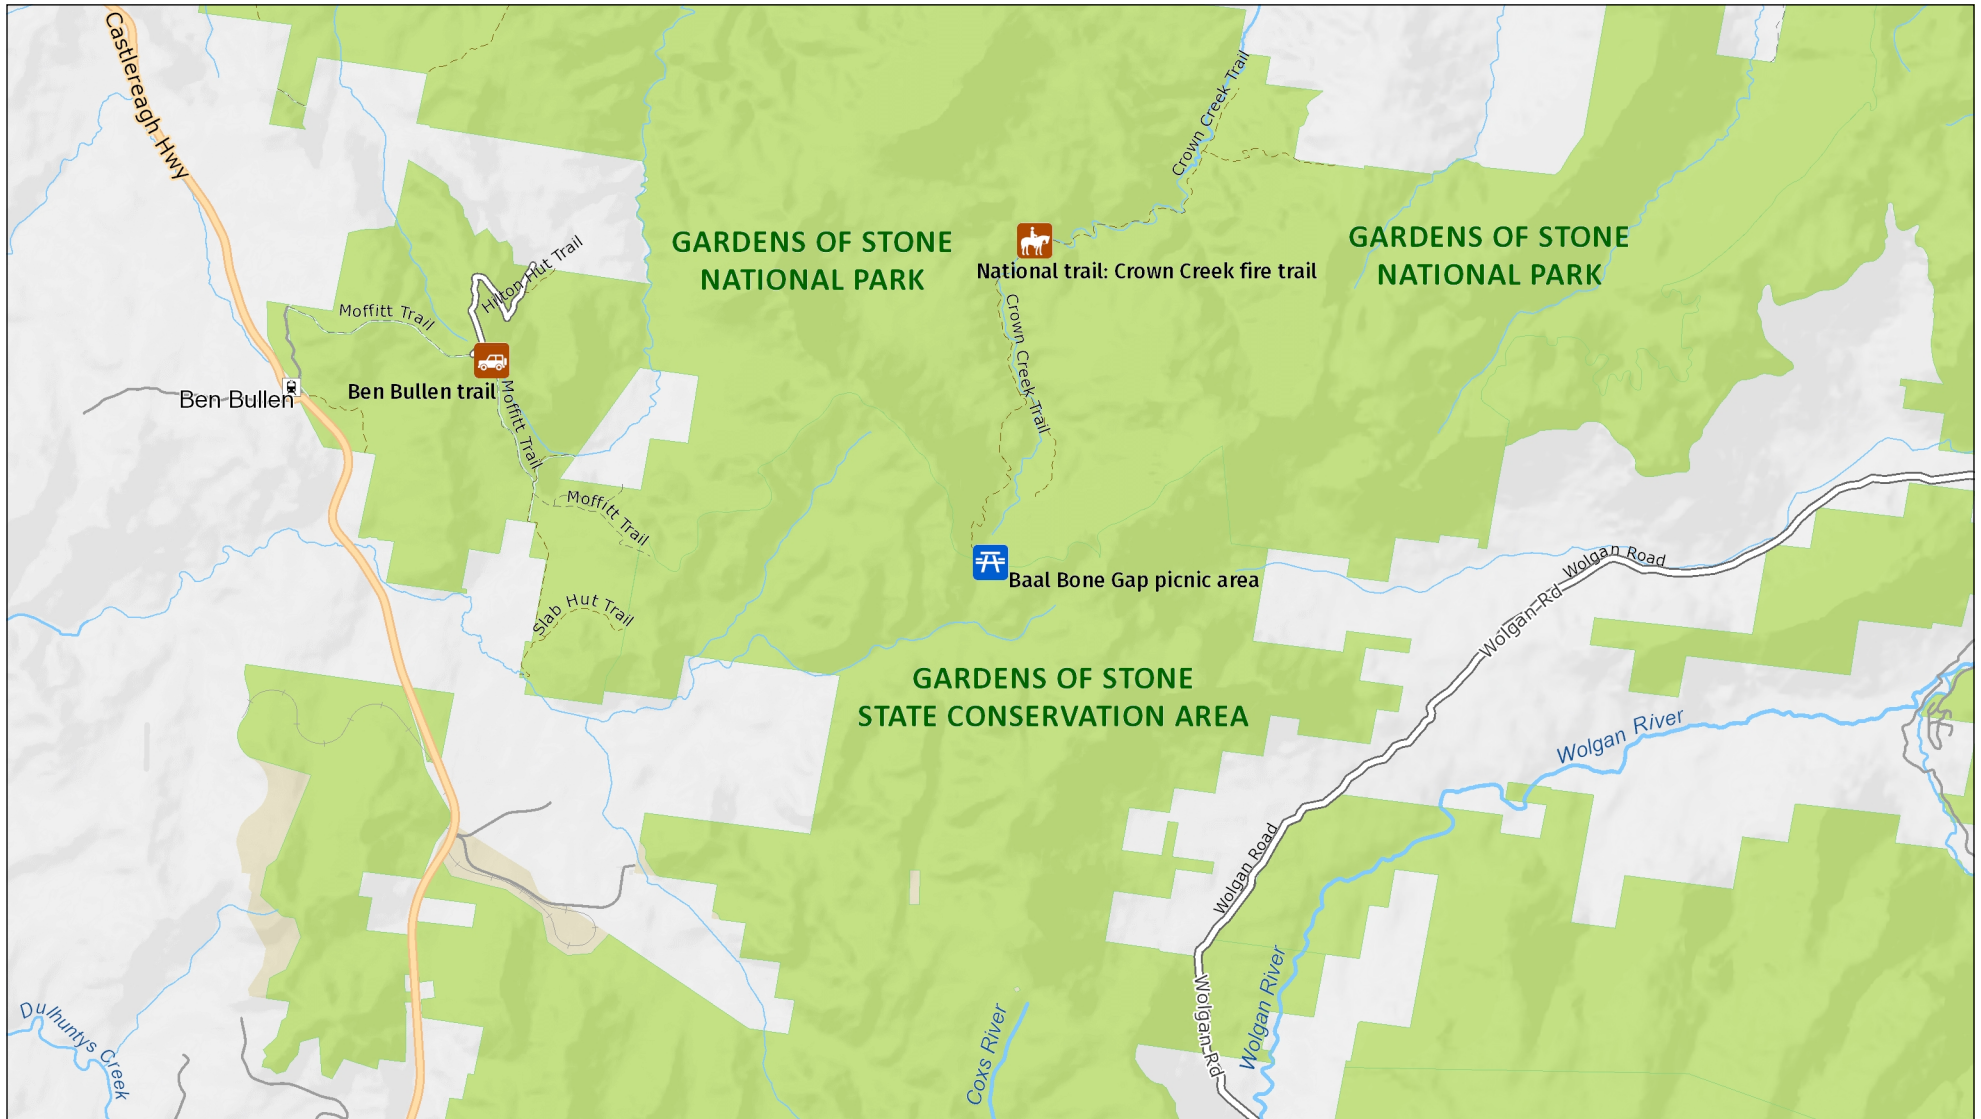 Castlereagh Hwy
Crown Creek Trail
GARDENS OF STONE
NATIONAL PARK
GARDENS OF STONE
NATIONAL PARK
National trail: Crown Creek fire trail
Hilton Hut Trail
Moffitt Trail
Crown Creek Trail
Ben Bullen
Ben Bullen trail
Moffitt Trail
Moffitt Trail
Wolgan Road
Baal Bone Gap picnic area
Wolgan Rd
Slab Hut Trail
GARDENS OF STONE
STATE CONSERVATION AREA
Wolgan River
Wolgan Road
Wolgan River
Wolgan Rd
Coxs River
Dulhuntys Creek